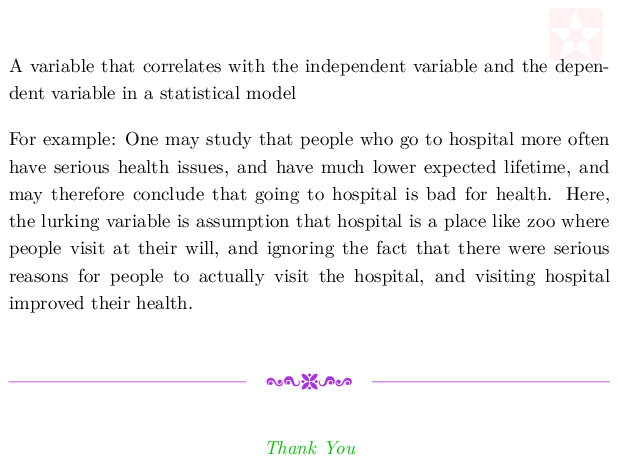 A variable that correlates with the independent variable and the depen-
dent variable in a statistical model
For example: One may study that people who go to hospital more often
have serious health issues, and have much lower expected lifetime, and
may therefore conclude that going to hospital is bad for health. Here,
the lurking variable is assumption that hospital is a place like zoo where
people visit at their will, and ignoring the fact that there were serious
reasons for people to actually visit the hospital, and visiting hospital
improved their health.
Thank You